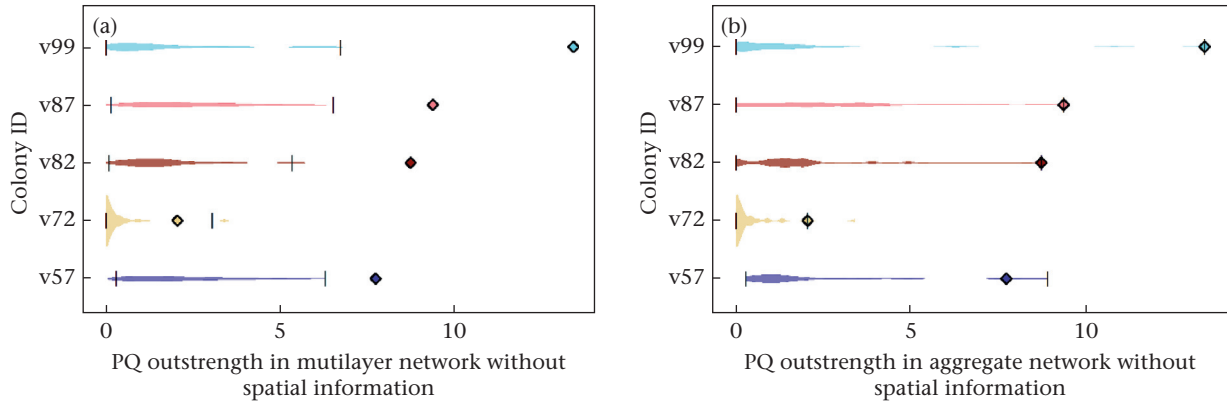 (a)
v99
v87
v82
v72
v57
Colony ID
0 5 10
PQ outstrength in mutilayer network without
spatial information
(b)
v99
v87
v82
v72
v57
Colony ID
0 5 10
PQ outstrength in aggregate network without
spatial information